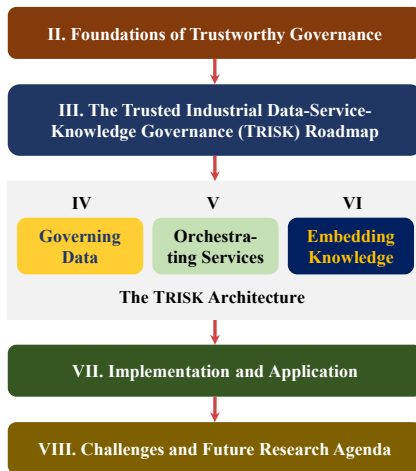 II. Foundations of Trustworthy Governance
III. The Trusted Industrial Data-Service-
Knowledge Governance (TRISK) Roadmap
IV V VI
Governing Orchestra- Embedding
Data ting Services Knowledge
The TRISK Architecture
VII. Implementation and Application
VIII. Challenges and Future Research Agenda